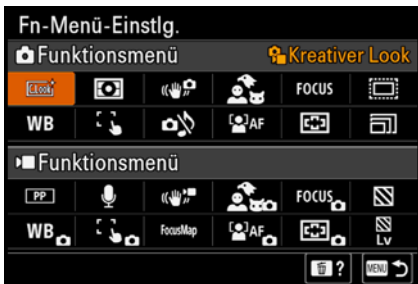 Fn-Menü-Einstlg.
Funktionsmenü Kreativer Look
FOCUS
WB AF
Funktionsmenü
PP FOCUS
WB FocusMap AF Lv
? MENU